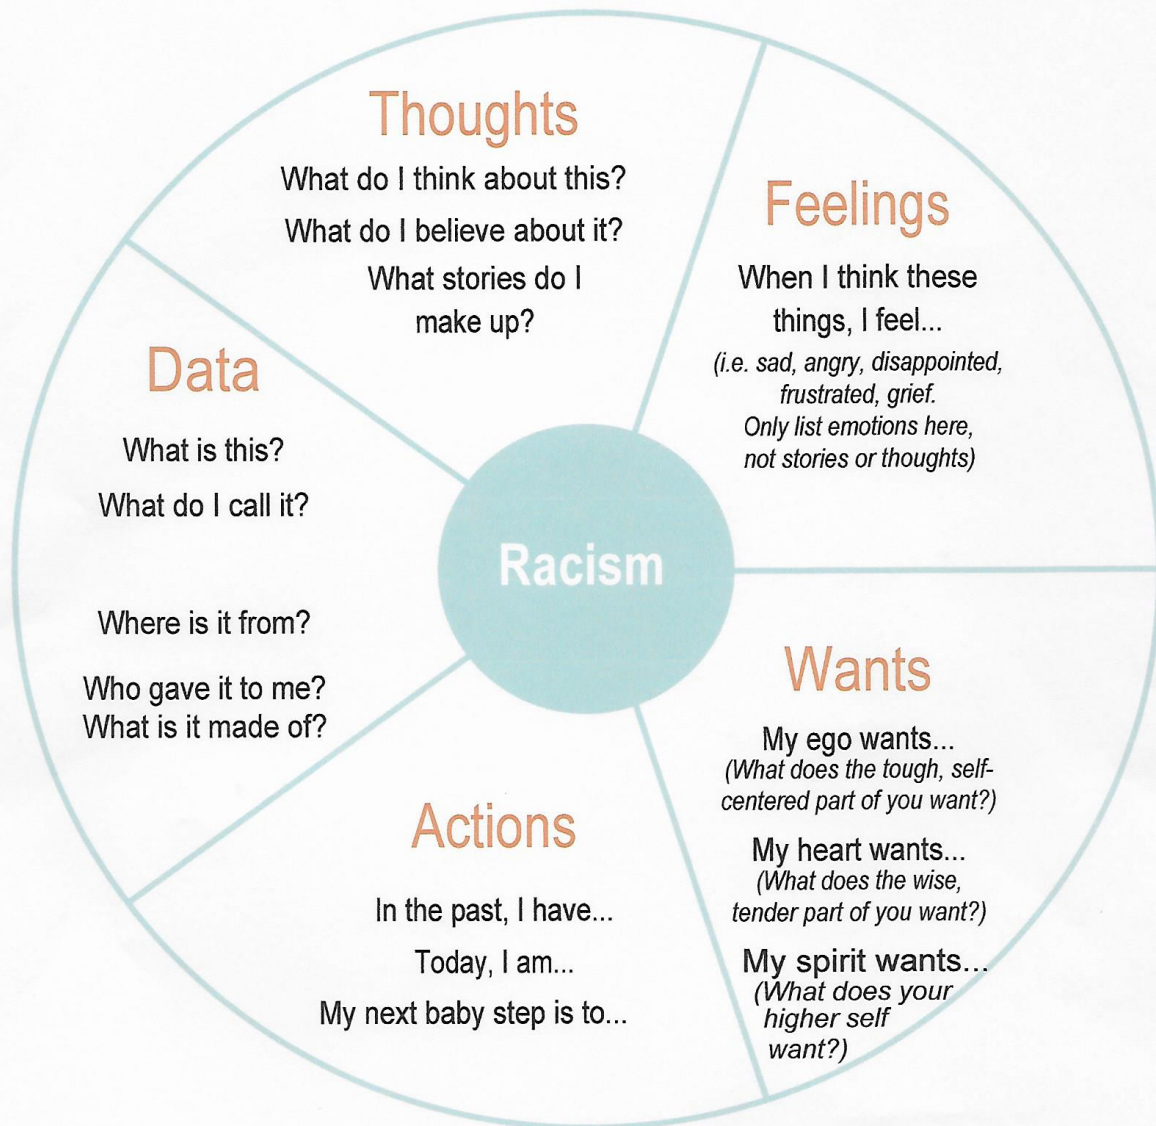 Thoughts
What do I think about this?
What do I believe about it?
What stories do I
make up?
Feelings
When I think these
things, I feel...
(i.e. sad, angry, disappointed,
frustrated, grief.
Only list emotions here,
not stories or thoughts)
Data
What is this?
What do I call it?
Where is it from?
Who gave it to me?
What is it made of?
Racism
Wants
My ego wants...
(What does the tough, self-
centered part of you want?)
My heart wants...
(What does the wise,
tender part of you want?)
My spirit wants...
(What does your
higher self
want?)
Actions
In the past, I have...
Today, I am...
My next baby step is to...